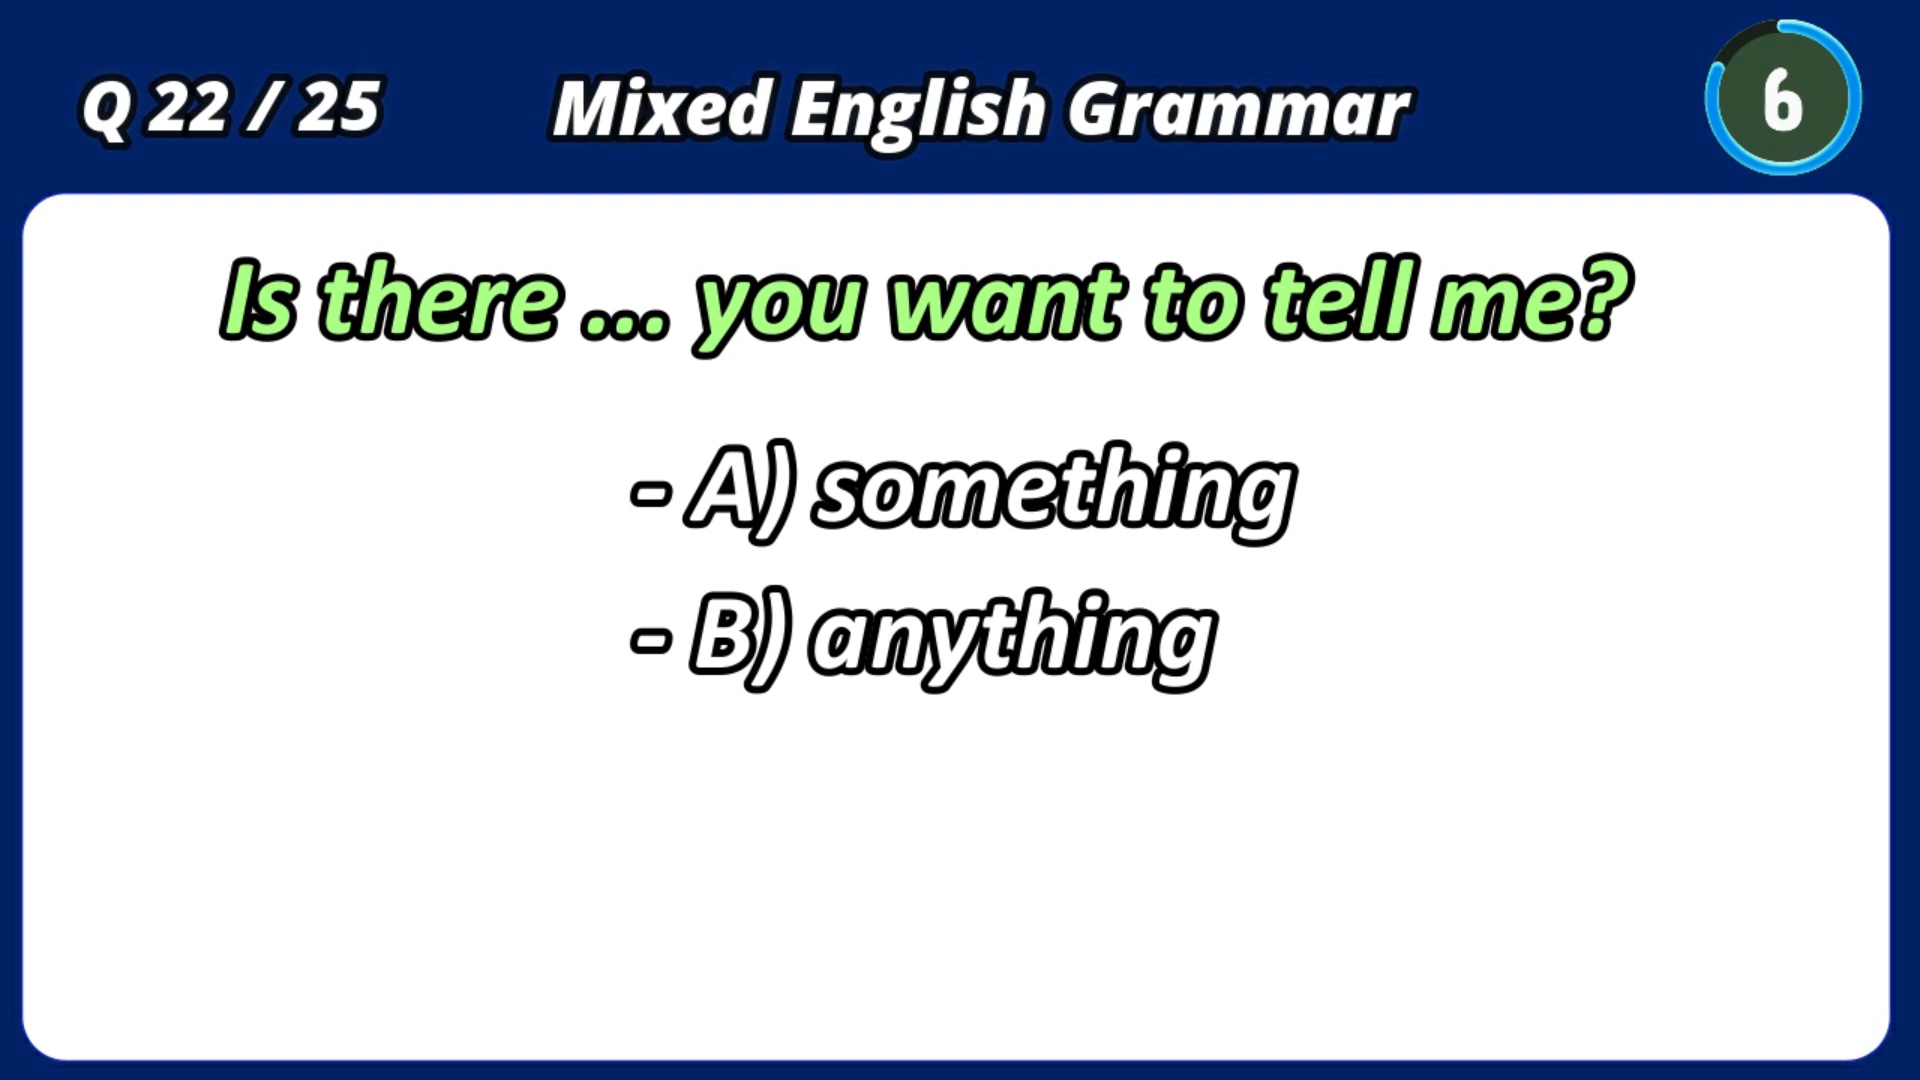 Q 22 / 25 Mixed English Grammar 6
Is there ... you want to tell me?
- A) something
- B) anything